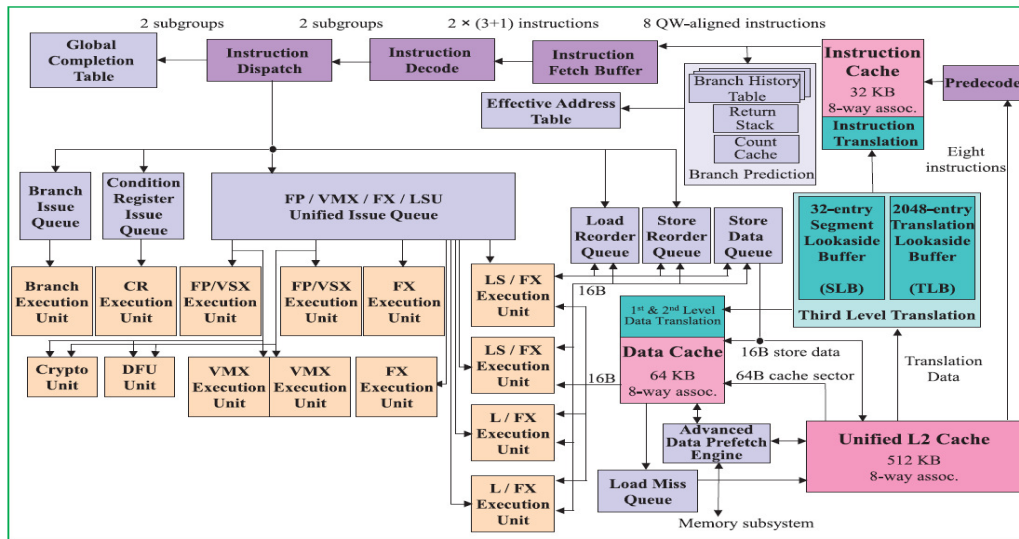 2 subgroups
2 subgroups
2 × (3+1) instructions
8 QW-aligned instructions
Global
Completion
Table
Instruction
Dispatch
Instruction
Decode
Instruction
Fetch Buffer
Instruction
Cache
32 KB
8-way assoc.
Instruction
Translation
Predecode
Effective Address
Table
Branch History
Table
Return
Stack
Count
Cache
Branch Prediction
Eight
instructions
Branch
Issue
Queue
Condition
Register
Issue
Queue
FP / VMX / FX / LSU
Unified Issue Queue
Load
Reorder
Queue
Store
Reorder
Queue
Store
Data
Queue
32-entry
Segment
Lookaside
Buffer
(SLB)
2048-entry
Translation
Lookaside
Buffer
(TLB)
Third Level Translation
Branch
Execution
Unit
CR
Execution
Unit
FP/VSX
Execution
Unit
FP/VSX
Execution
Unit
FX
Execution
Unit
LS / FX
Execution
Unit
16B
1st & 2nd Level
Data Translation
Data Cache
64 KB
8-way assoc.
16B store data
64B cache sector
Translation
Data
Crypto
Unit
DFU
Unit
VMX
Execution
Unit
VMX
Execution
Unit
FX
Execution
Unit
LS / FX
Execution
Unit
16B
L / FX
Execution
Unit
Advanced
Data Prefetch
Engine
Unified L2 Cache
512 KB
8-way assoc.
L / FX
Execution
Unit
Load Miss
Queue
Memory subsystem